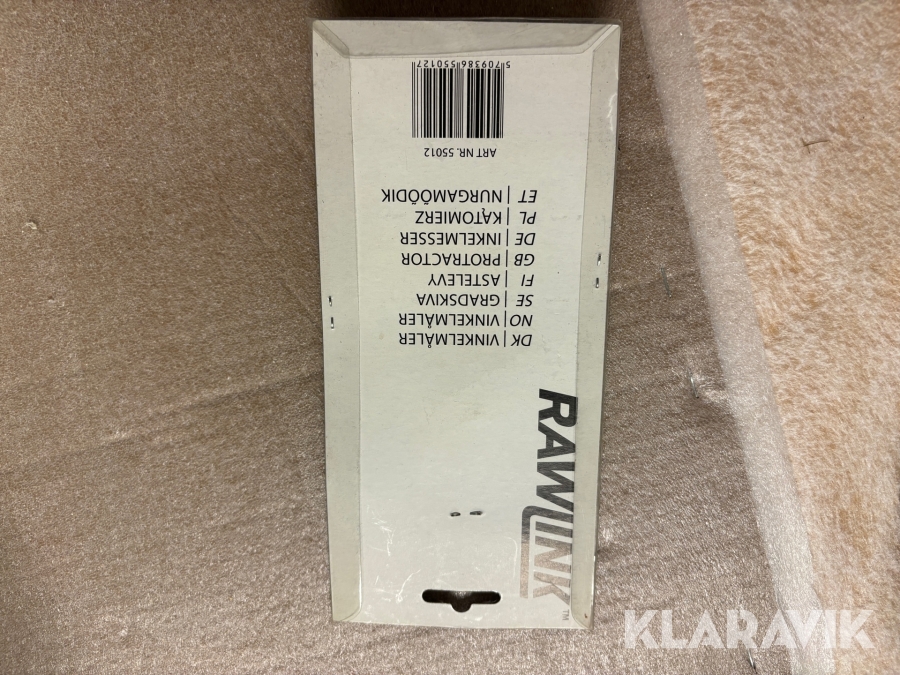 RAWLINK™
DK | VINKELMÅLER
NO | VINKELMÅLER
SE | GRADSKIVA
FI | ASTELEVY
GB | PROTRACTOR
DE | INKELMESSER
PL | KĄTOMIERZ
ET | NURGAMÕÕDIK
ART NR. 55012
5 709386 550127
KLARAVIK